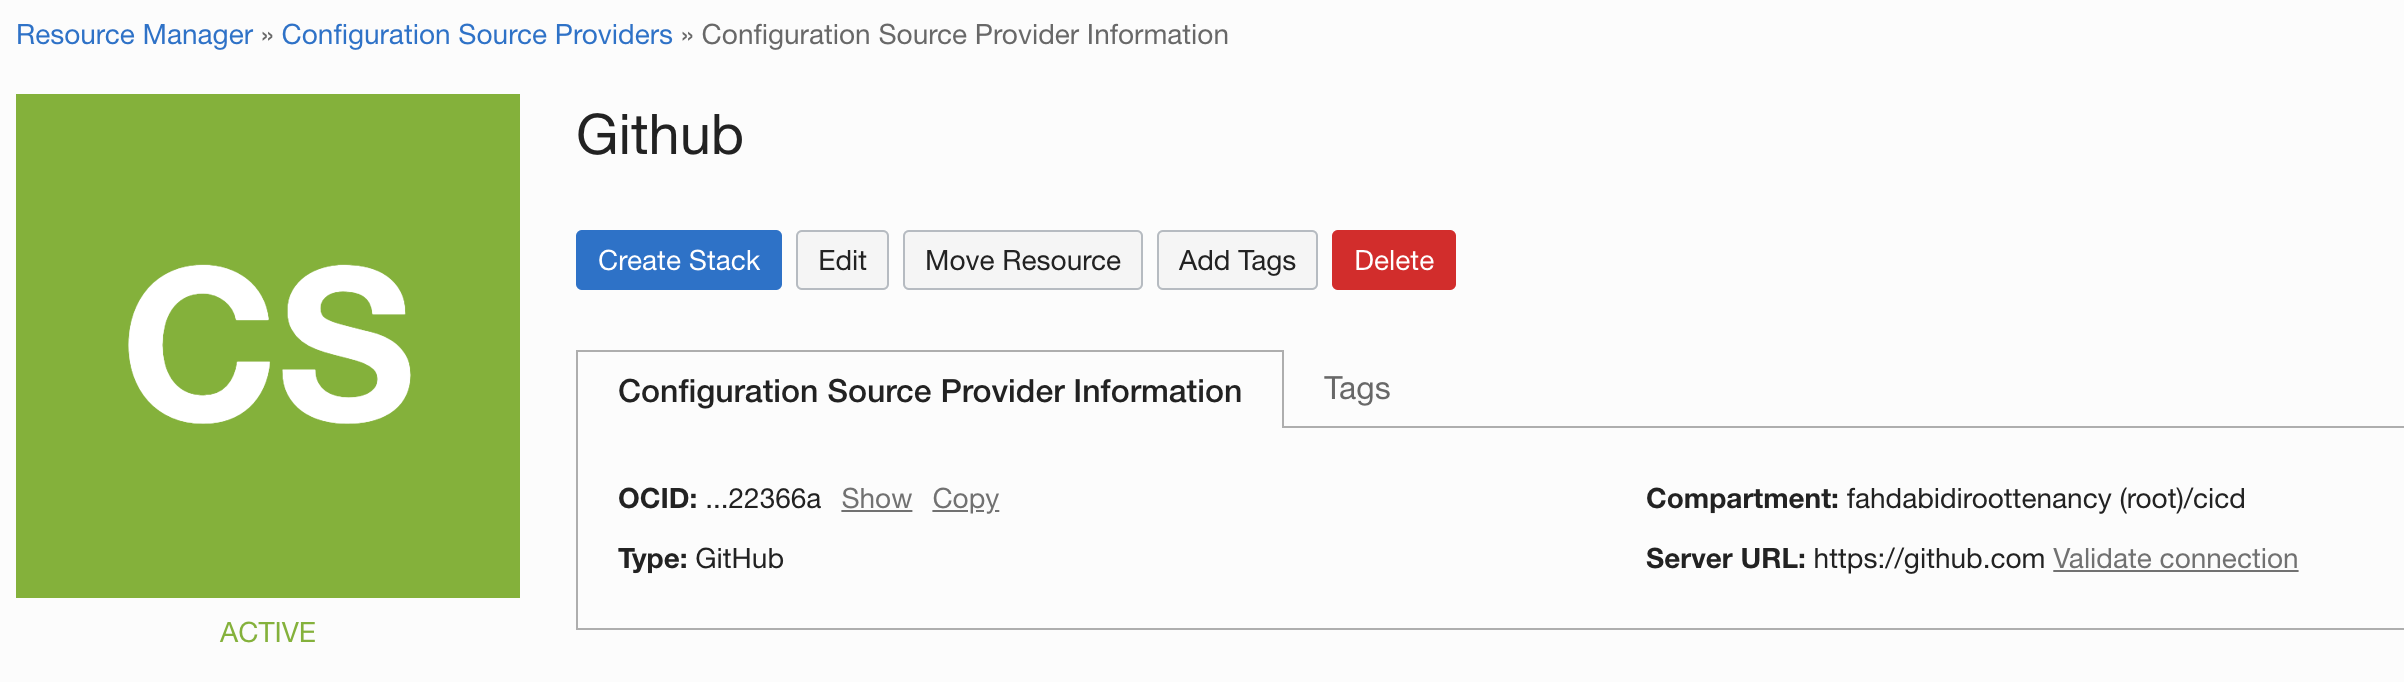 Resource Manager » Configuration Source Providers » Configuration Source Provider Information
CS
ACTIVE
Github
Create Stack Edit Move Resource Add Tags Delete
Configuration Source Provider Information Tags
OCID: ...22366a Show Copy
Type: GitHub
Compartment: fahdabidiroottenancy (root)/cicd
Server URL: https://github.com Validate connection